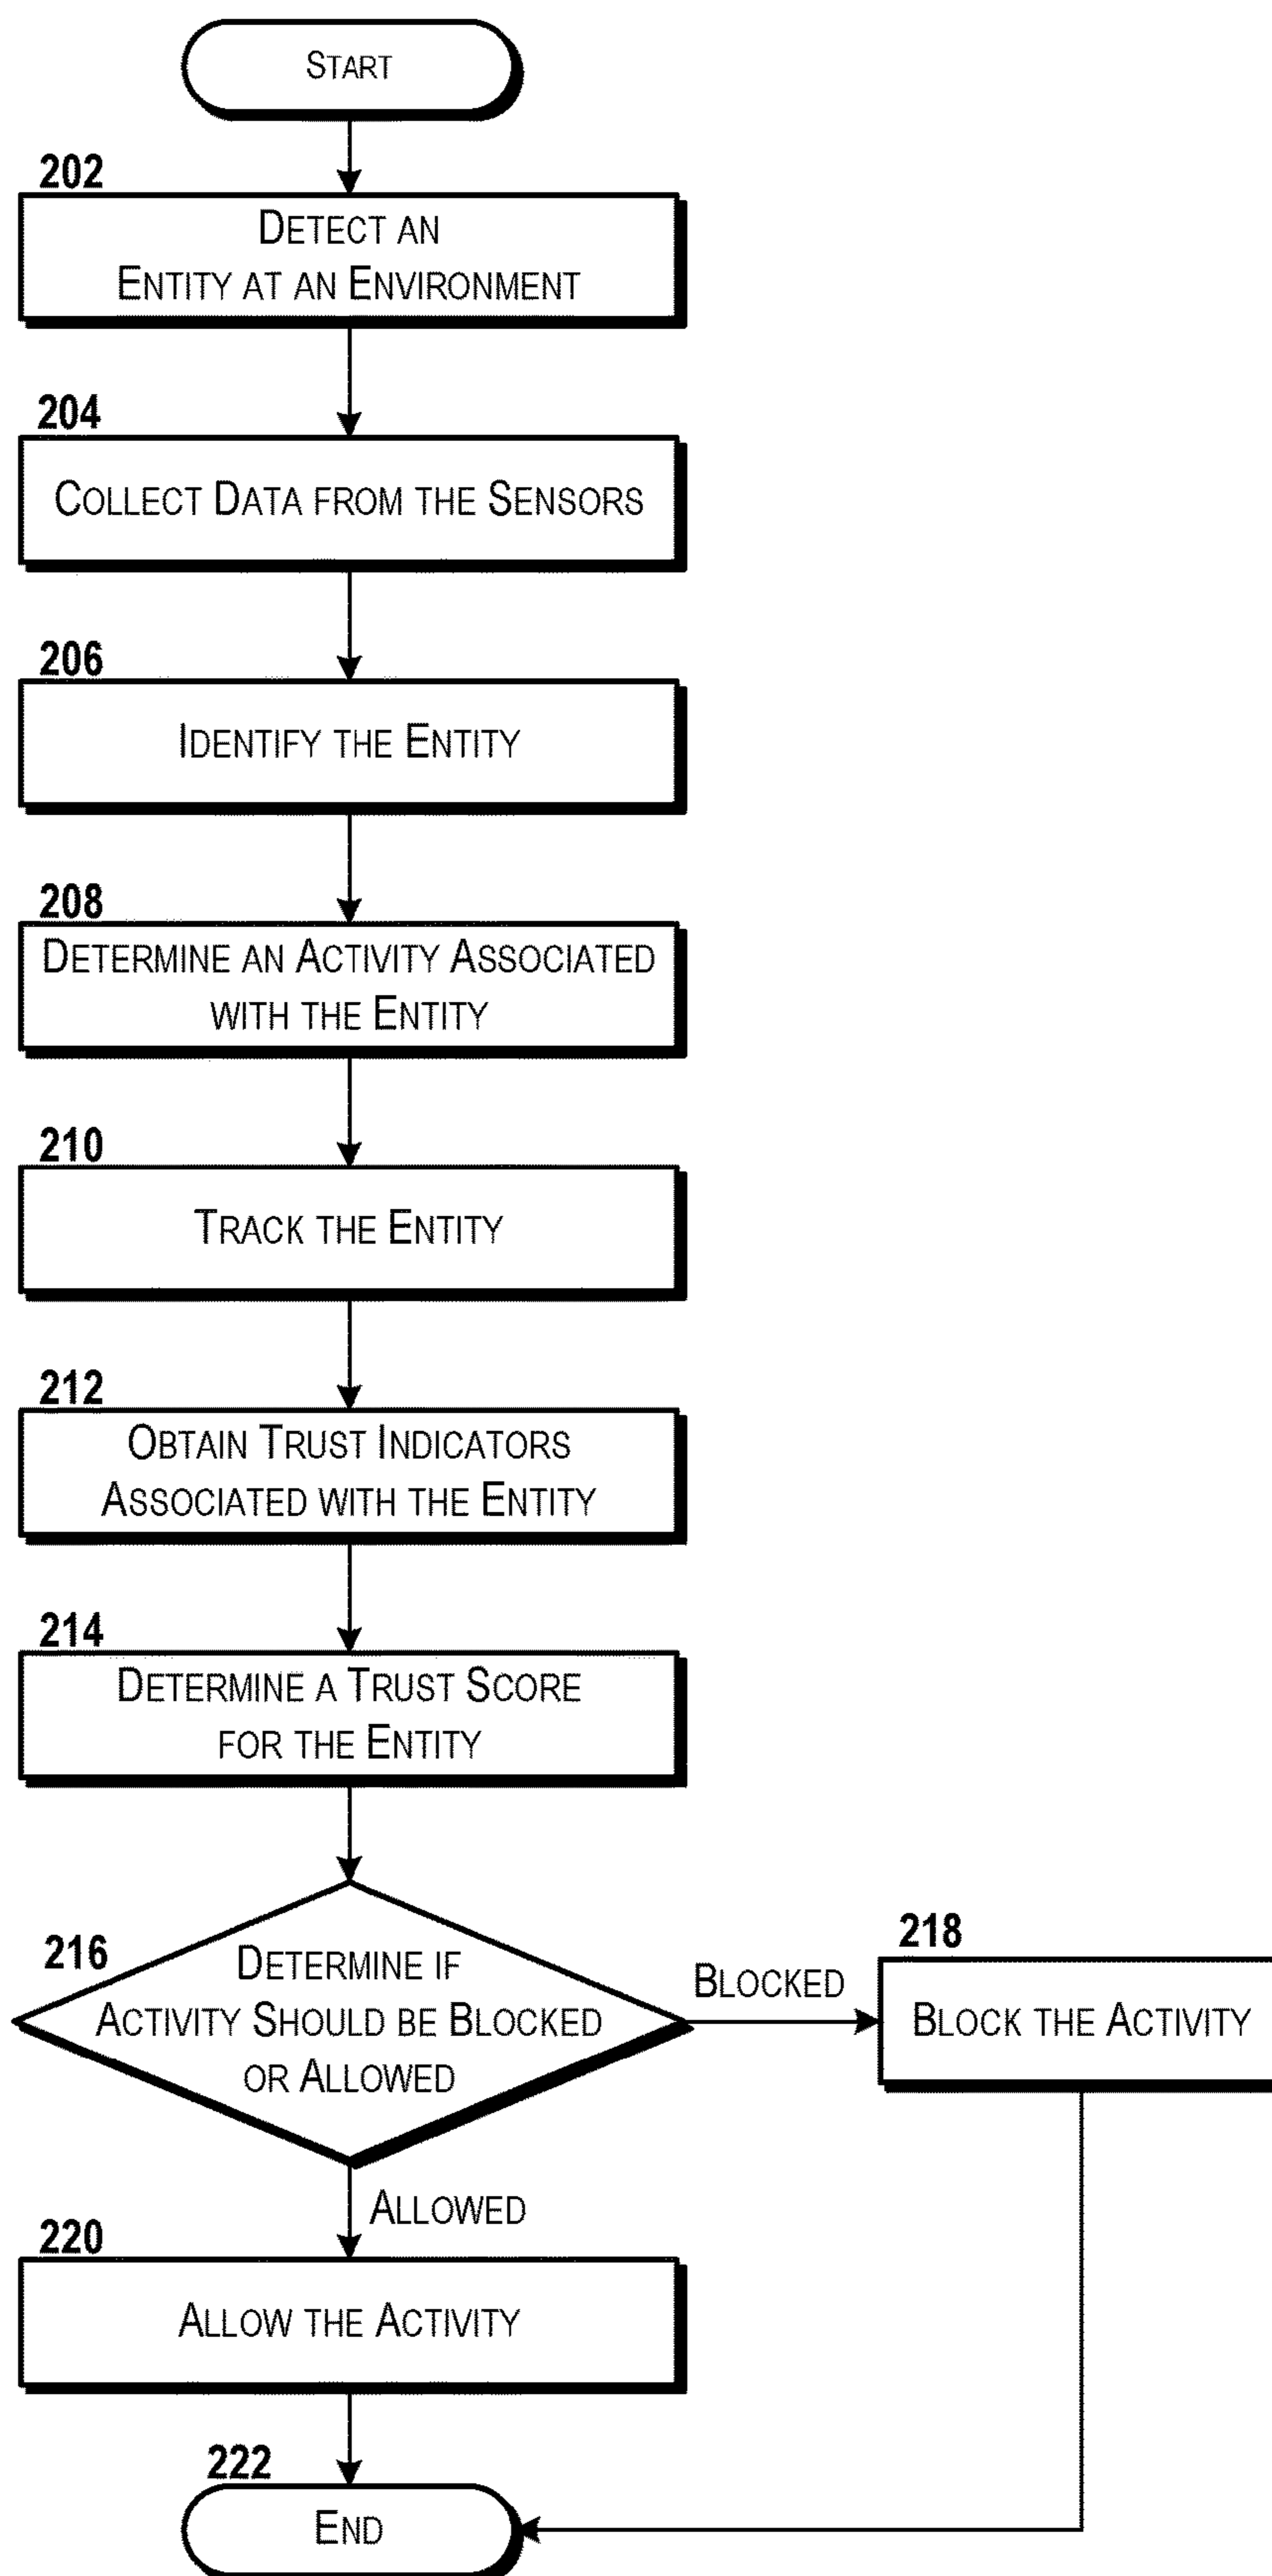 START
202
DETECT AN
ENTITY AT AN ENVIRONMENT
204
COLLECT DATA FROM THE SENSORS
206
IDENTIFY THE ENTITY
208
DETERMINE AN ACTIVITY ASSOCIATED
WITH THE ENTITY
210
TRACK THE ENTITY
212
OBTAIN TRUST INDICATORS
ASSOCIATED WITH THE ENTITY
214
DETERMINE A TRUST SCORE
FOR THE ENTITY
216
DETERMINE IF
ACTIVITY SHOULD BE BLOCKED
OR ALLOWED
BLOCKED
218
BLOCK THE ACTIVITY
ALLOWED
220
ALLOW THE ACTIVITY
222
END